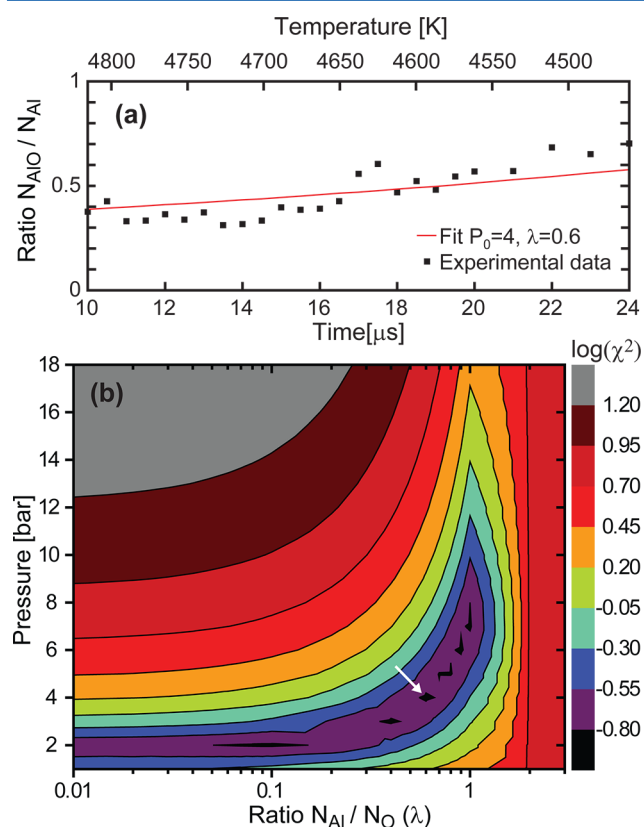 Temperature [K]
4800 4750 4700 4650 4600 4550 4500
(a)
Ratio N_AlO / N_Al
1
0.5
0
Fit P₀=4, λ=0.6
Experimental data
10 12 14 16 18 20 22 24
Time[μs]
log(χ²)
(b)
Pressure [bar]
18
16
14
12
10
8
6
4
2
1.20
0.95
0.70
0.45
0.20
-0.05
-0.30
-0.55
-0.80
0.01 0.1 1
Ratio N_Al / N_O (λ)